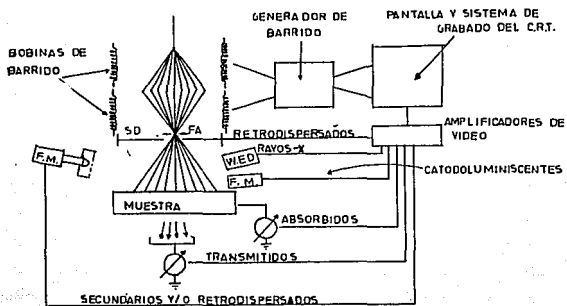 GENERADOR DE
BARRIDO
PANTALLA Y SISTEMA DE
GRABADO DEL C.R.T.
BOBINAS DE
BARRIDO
SD
FA
RETRODISPERSADOS
AMPLIFICADORES DE
VIDEO
RAYOS-X
W.E.D
F.M.
F.M.
CATODOLUMINISCENTES
MUESTRA
ABSORBIDOS
TRANSMITIDOS
SECUNDARIOS Y/O RETRODISPERSADOS